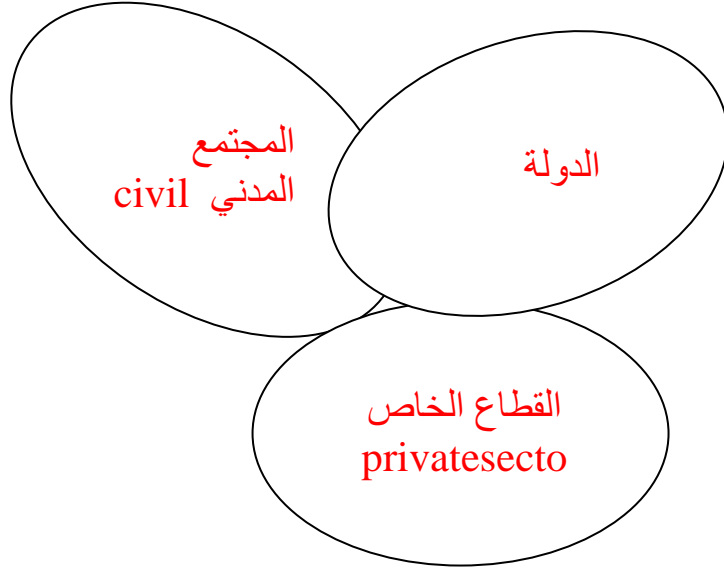 المجتمع
المدني civil
الدولة
القطاع الخاص
privatesecto